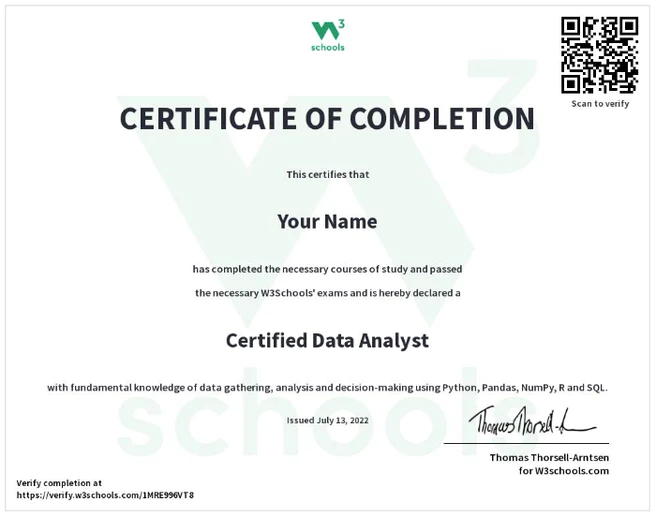 W3
schools
Scan to verify
CERTIFICATE OF COMPLETION
This certifies that
Your Name
has completed the necessary courses of study and passed
the necessary W3Schools' exams and is hereby declared a
Certified Data Analyst
with fundamental knowledge of data gathering, analysis and decision-making using Python, Pandas, NumPy, R and SQL.
Issued July 13, 2022
Thomas Thorsell-Arntsen
for W3schools.com
Verify completion at
https://verify.w3schools.com/1MRE996VT8